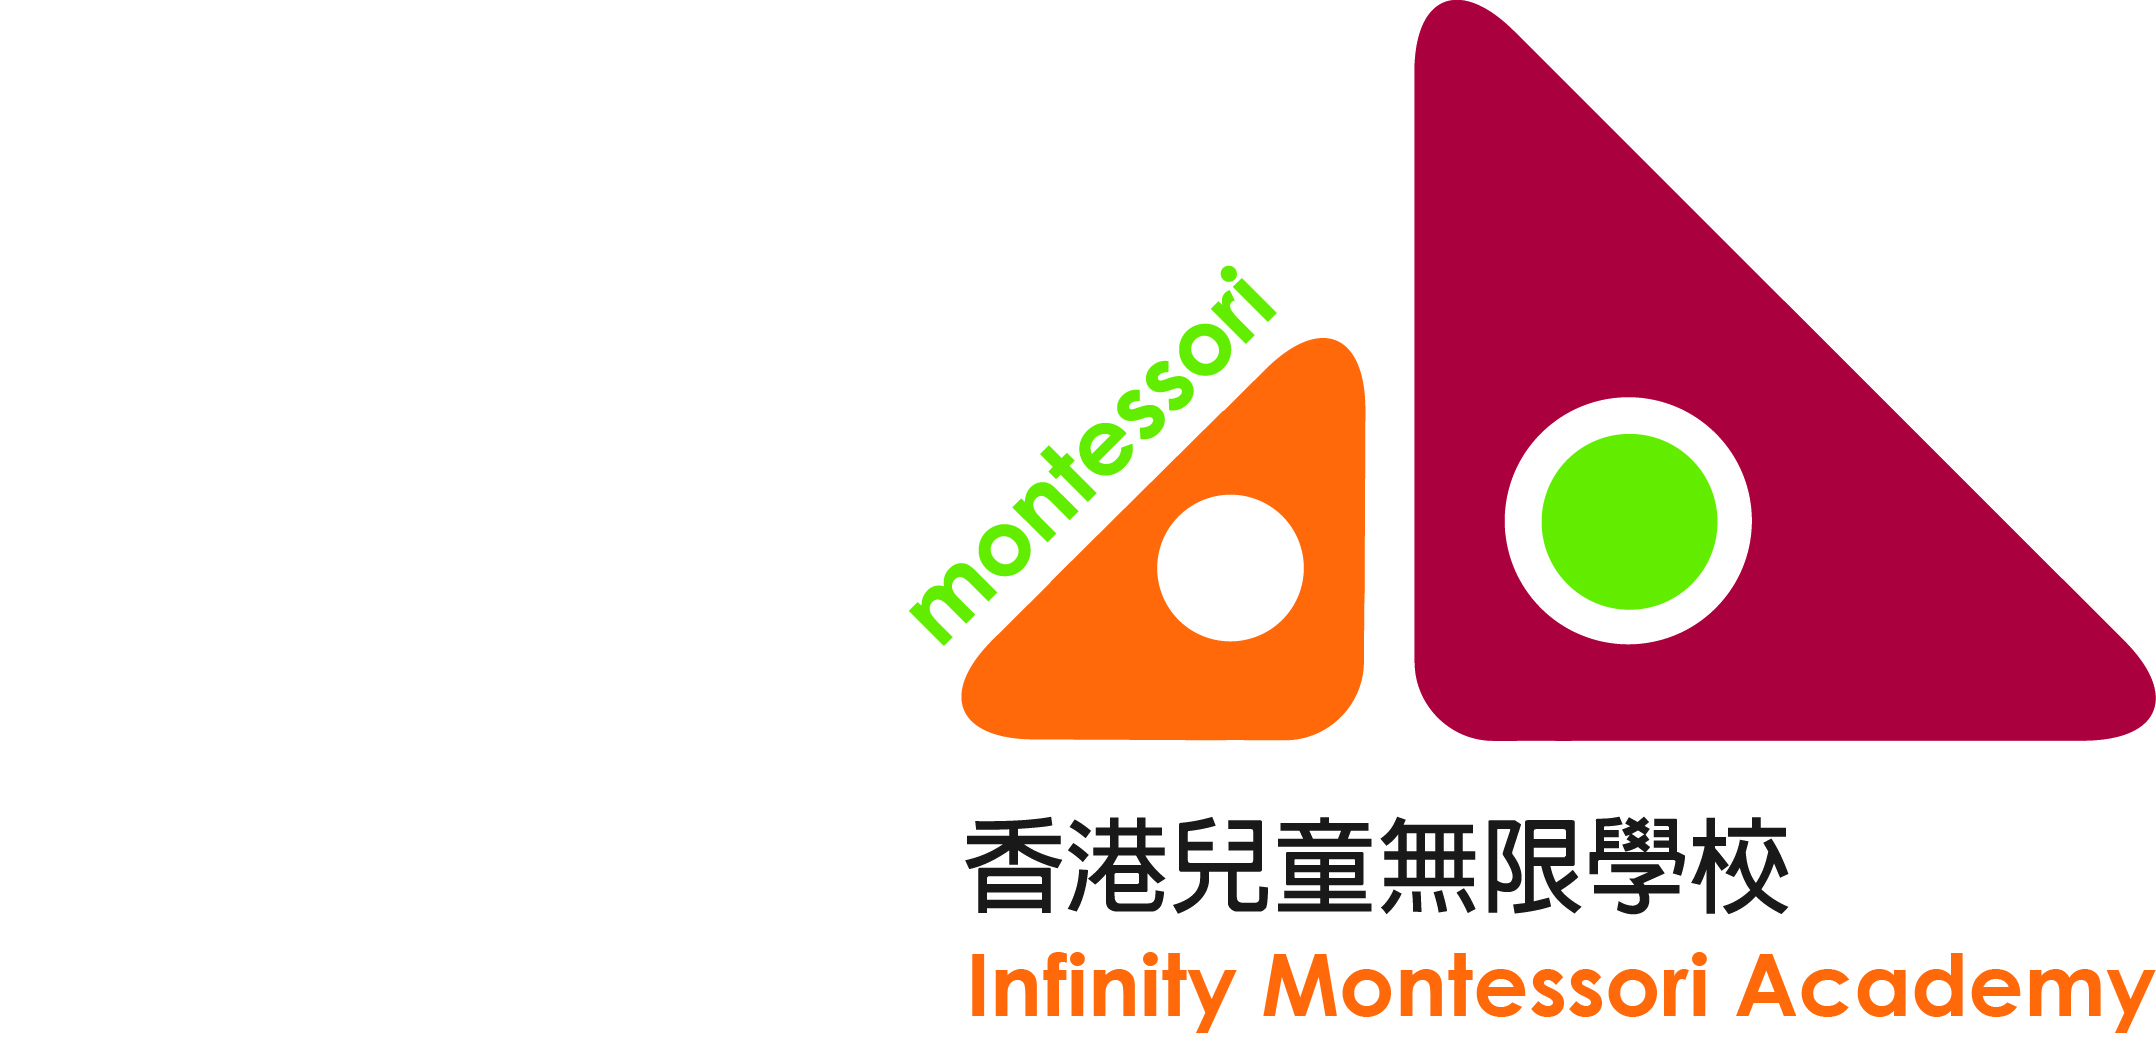 montessori
香港兒童無限學校
Infinity Montessori Academy